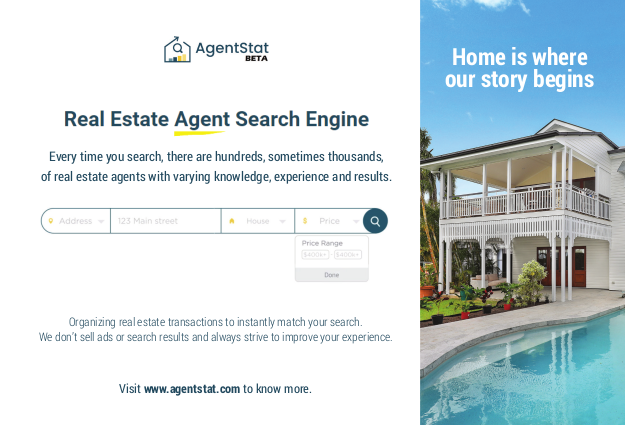 AgentStat
BETA
Home is where
our story begins
Real Estate Agent Search Engine
Every time you search, there are hundreds, sometimes thousands,
of real estate agents with varying knowledge, experience and results.
Address
123 Main street
House
$ Price
Price Range
$400k+ - $400k+
Done
Organizing real estate transactions to instantly match your search.
We don't sell ads or search results and always strive to improve your experience.
Visit www.agentstat.com to know more.